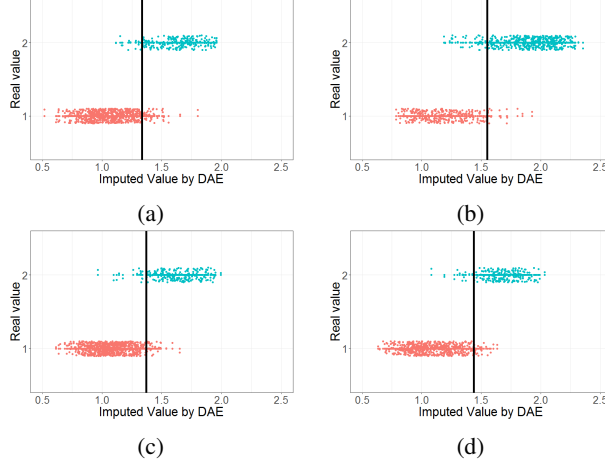 Real value
2
1
0.5 1.0 1.5 2.0 2.5
Imputed Value by DAE
(a)
Real value
2
1
0.5 1.0 1.5 2.0 2.5
Imputed Value by DAE
(b)
Real value
2
1
0.5 1.0 1.5 2.0 2.5
Imputed Value by DAE
(c)
Real value
2
1
0.5 1.0 1.5 2.0 2.5
Imputed Value by DAE
(d)